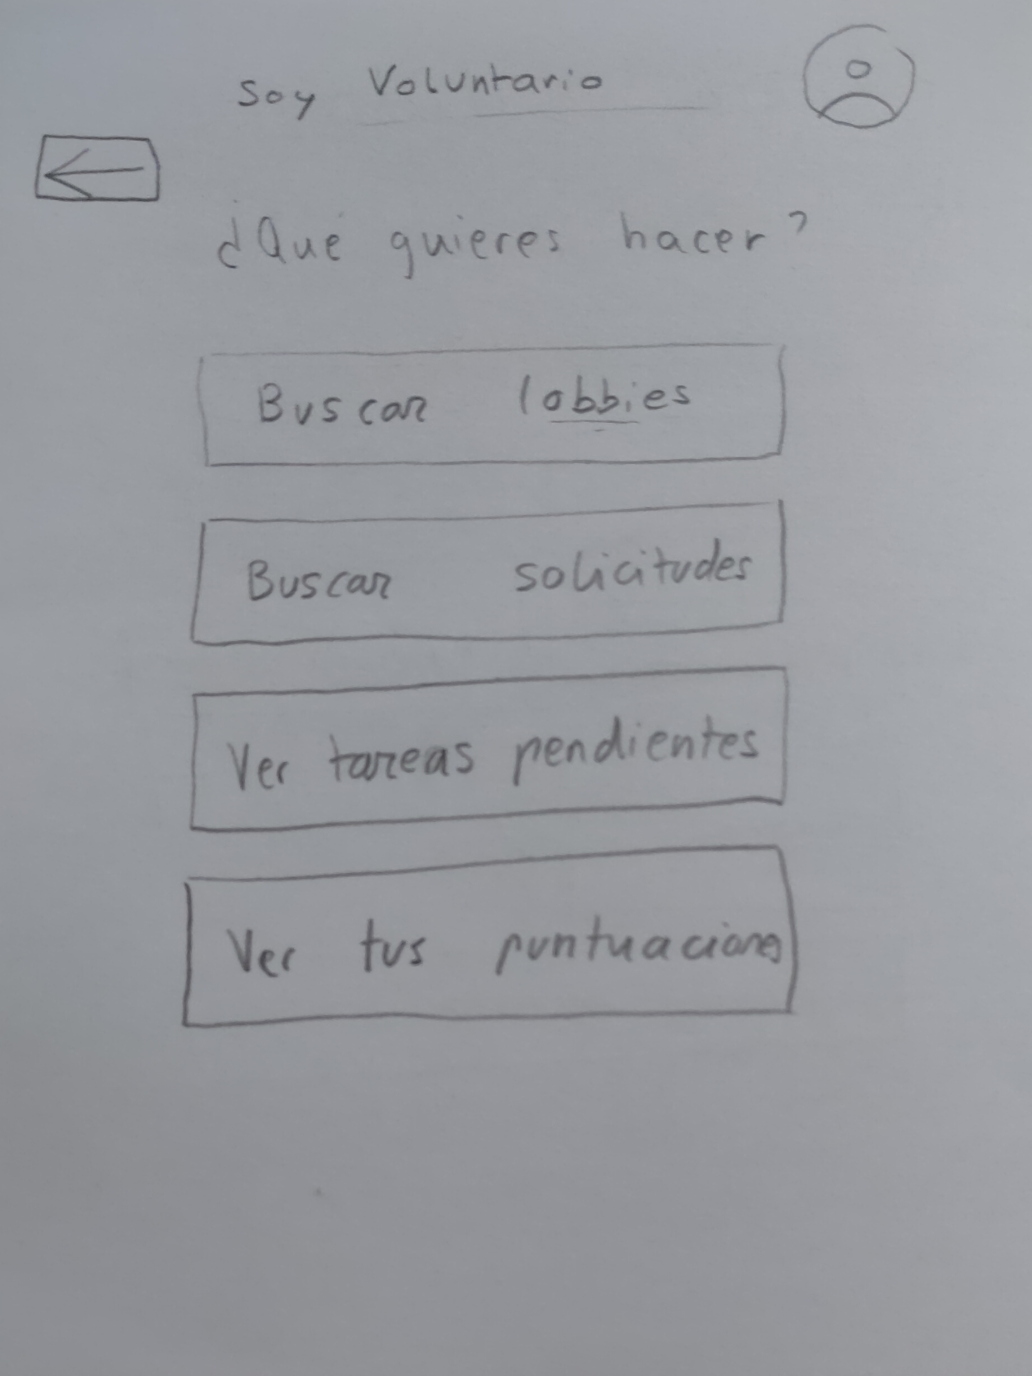 Soy Voluntario
¿Qué quieres hacer?
Buscar lobbies
Buscar solicitudes
Ver tareas pendientes
Ver tus puntuaciones